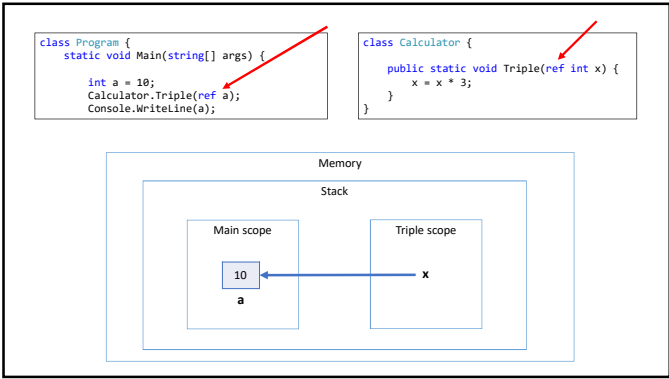 class Program {
static void Main(string[] args) {
int a = 10;
Calculator.Triple(ref a);
Console.WriteLine(a);
class Calculator {
public static void Triple(ref int x) {
x = x * 3;
}
}
Memory
Stack
Main scope
Triple scope
10
x
a